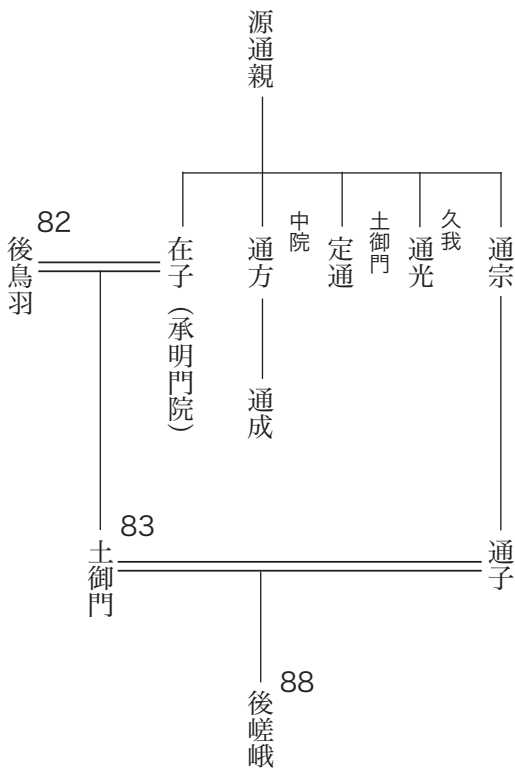 源通親
通宗
久我
通光
土御門
定通
中院
通方
在子（承明門院）
82
後鳥羽
通成
通子
83
土御門
88
後嵯峨